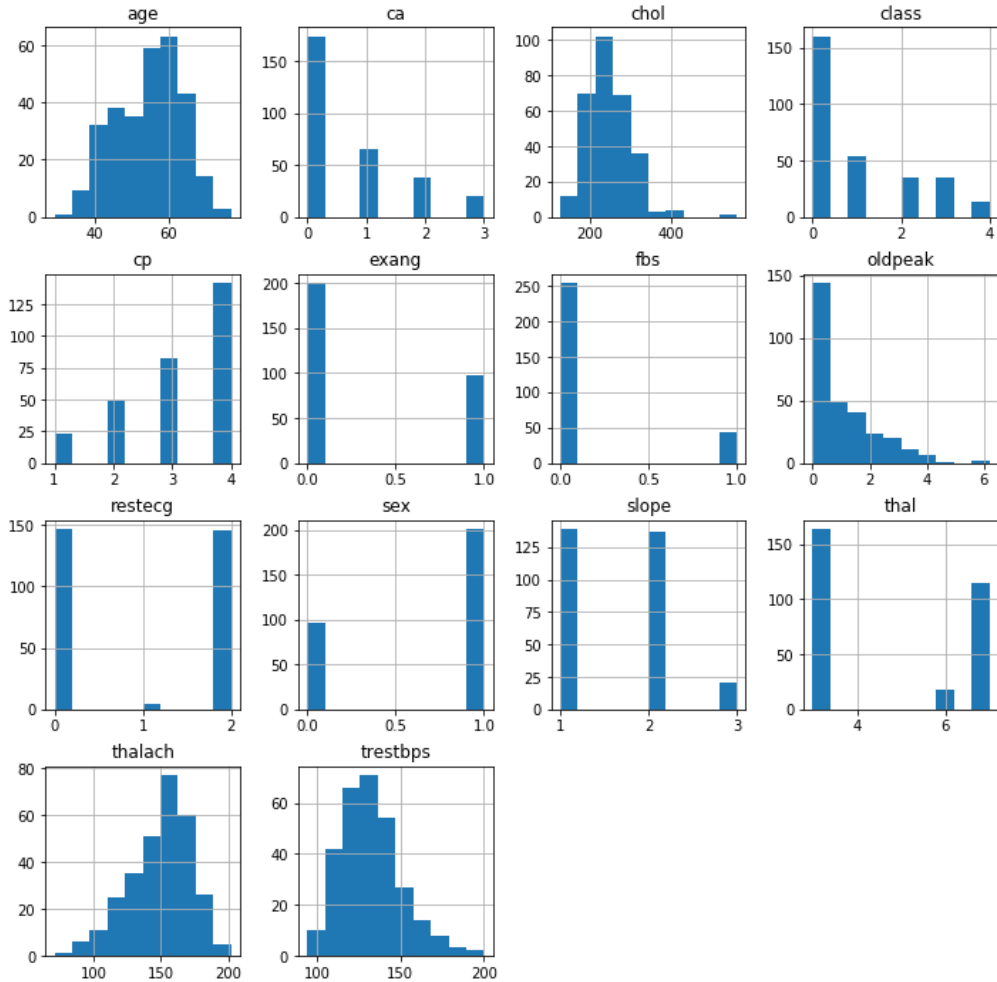 age ca chol class
60 40 20 0 150 100 50 0 100 80 60 40 20 0 150 100 50 0
40 60 0 1 2 3 200 400 0 2 4
cp exang fbs oldpeak
125 100 75 50 25 0 200 150 100 50 0 250 200 150 100 50 0 150 100 50 0
1 2 3 4 0.0 0.5 1.0 0.0 0.5 1.0 0 2 4 6
restecg sex slope thal
150 100 50 0 200 150 100 50 0 125 100 75 50 25 0 150 100 50 0
0 1 2 0.0 0.5 1.0 1 2 3 4 6
thalach trestbps
80 60 40 20 0 60 40 20 0
100 150 200 100 150 200